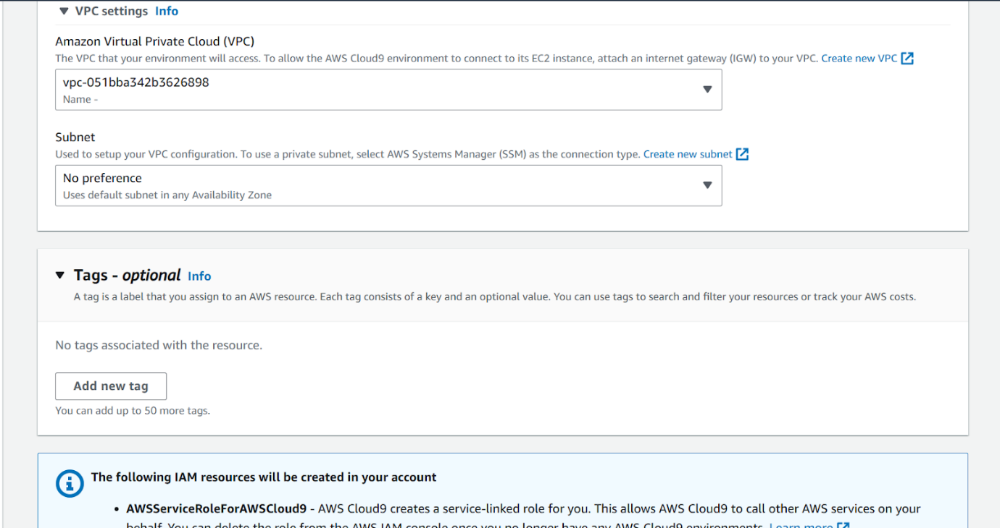 VPC settings Info
Amazon Virtual Private Cloud (VPC)
The VPC that your environment will access. To allow the AWS Cloud9 environment to connect to its EC2 instance, attach an internet gateway (IGW) to your VPC. Create new VPC
vpc-051bba342b3626898
Name -
Subnet
Used to setup your VPC configuration. To use a private subnet, select AWS Systems Manager (SSM) as the connection type. Create new subnet
No preference
Uses default subnet in any Availability Zone
Tags - optional Info
A tag is a label that you assign to an AWS resource. Each tag consists of a key and an optional value. You can use tags to search and filter your resources or track your AWS costs.
No tags associated with the resource.
Add new tag
You can add up to 50 more tags.
The following IAM resources will be created in your account
• AWSServiceRoleForAWSCloud9 - AWS Cloud9 creates a service-linked role for you. This allows AWS Cloud9 to call other AWS services on your
behalf. You can delete the role from the AWS IAM console once you no longer have any AWS Cloud9 environments. Learn more